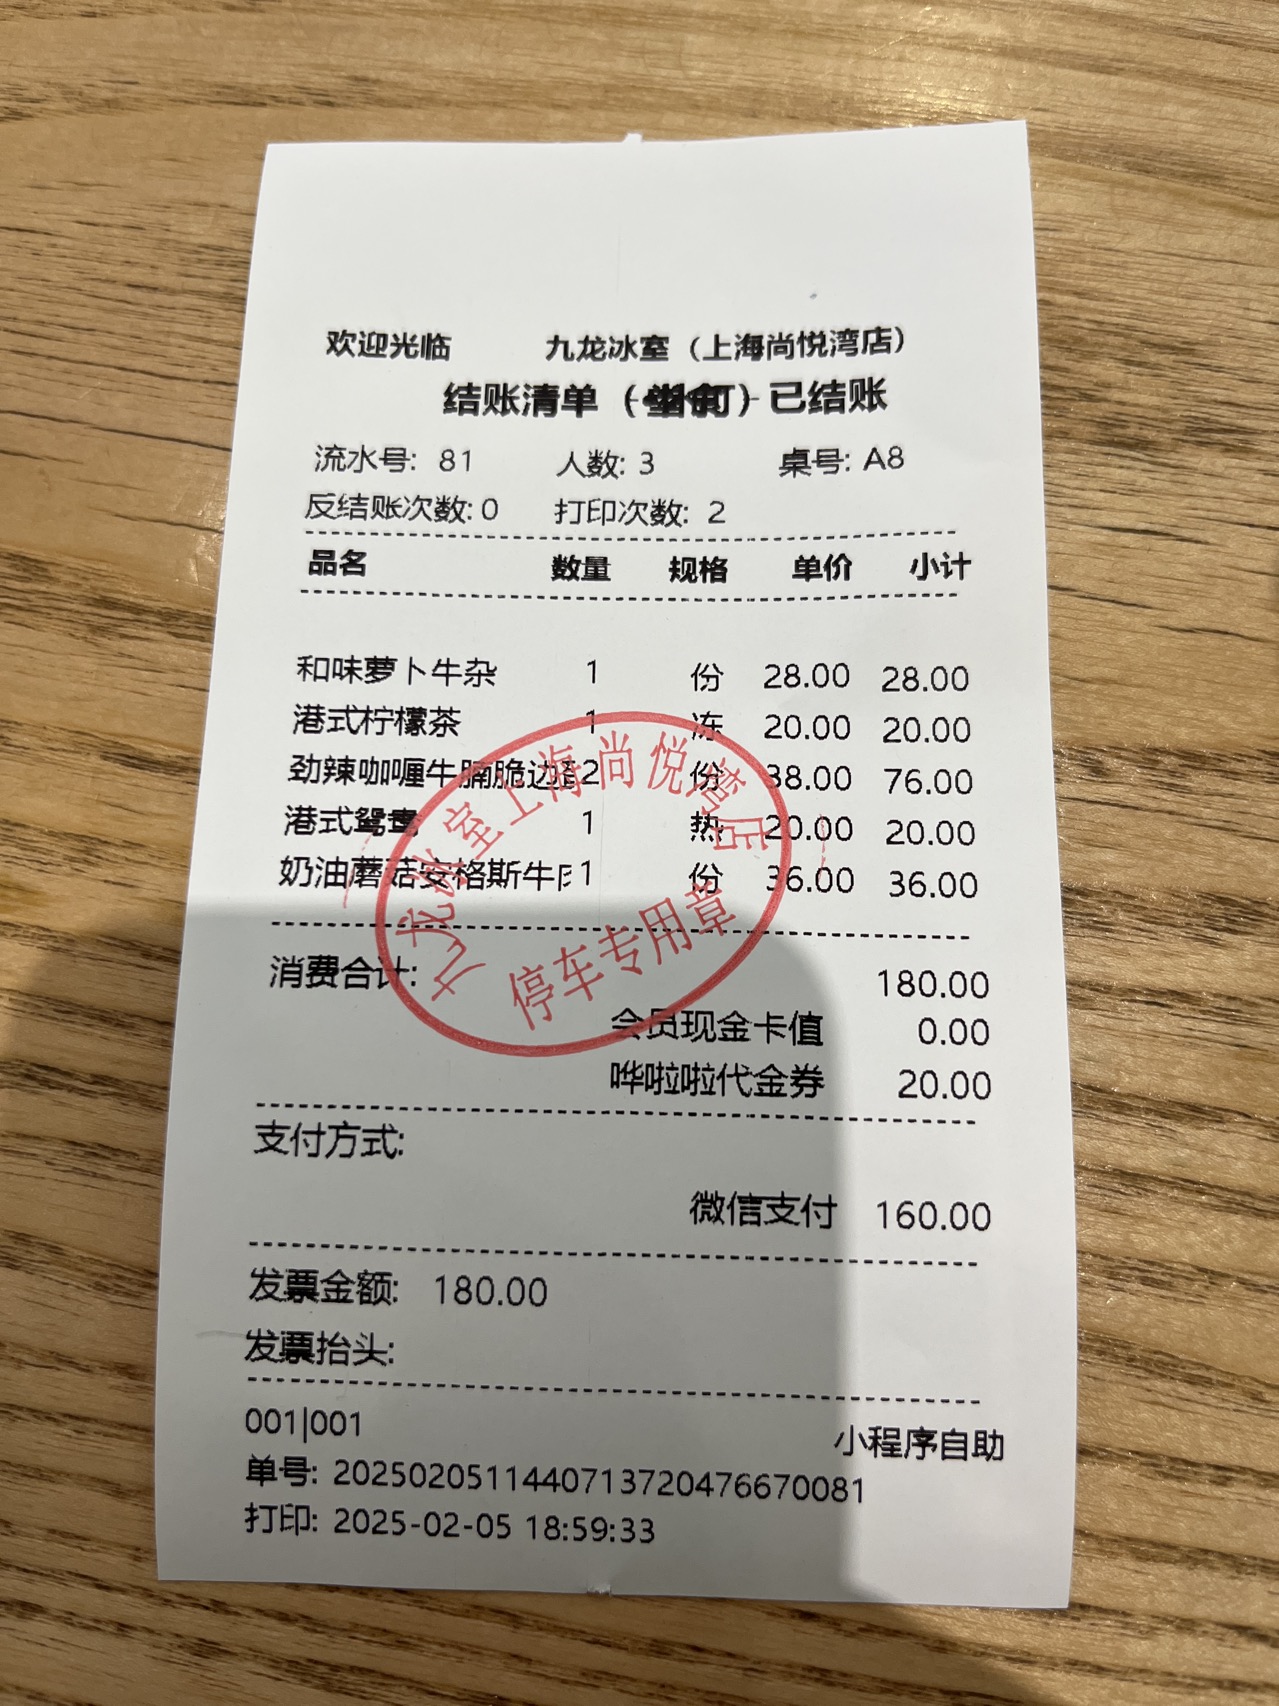 欢迎光临 九龙冰室（上海尚悦湾店）
结账清单 已结账
流水号: 81 人数: 3 桌号: A8
反结账次数: 0 打印次数: 2
品名 数量 规格 单价 小计
和味萝卜牛杂 1 份 28.00 28.00
港式柠檬茶 1 冻 20.00 20.00
劲辣咖喱牛腩脆边 2 份 38.00 76.00
港式鸳鸯 1 热 20.00 20.00
奶油蘑菇安格斯牛 1 份 36.00 36.00
九龙冰室上海尚悦湾店
停车专用章
消费合计: 180.00
会员现金卡值 0.00
哗啦啦代金券 20.00
支付方式:
微信支付 160.00
发票金额: 180.00
发票抬头:
001|001 小程序自助
单号: 2025020511440713720476670081
打印: 2025-02-05 18:59:33